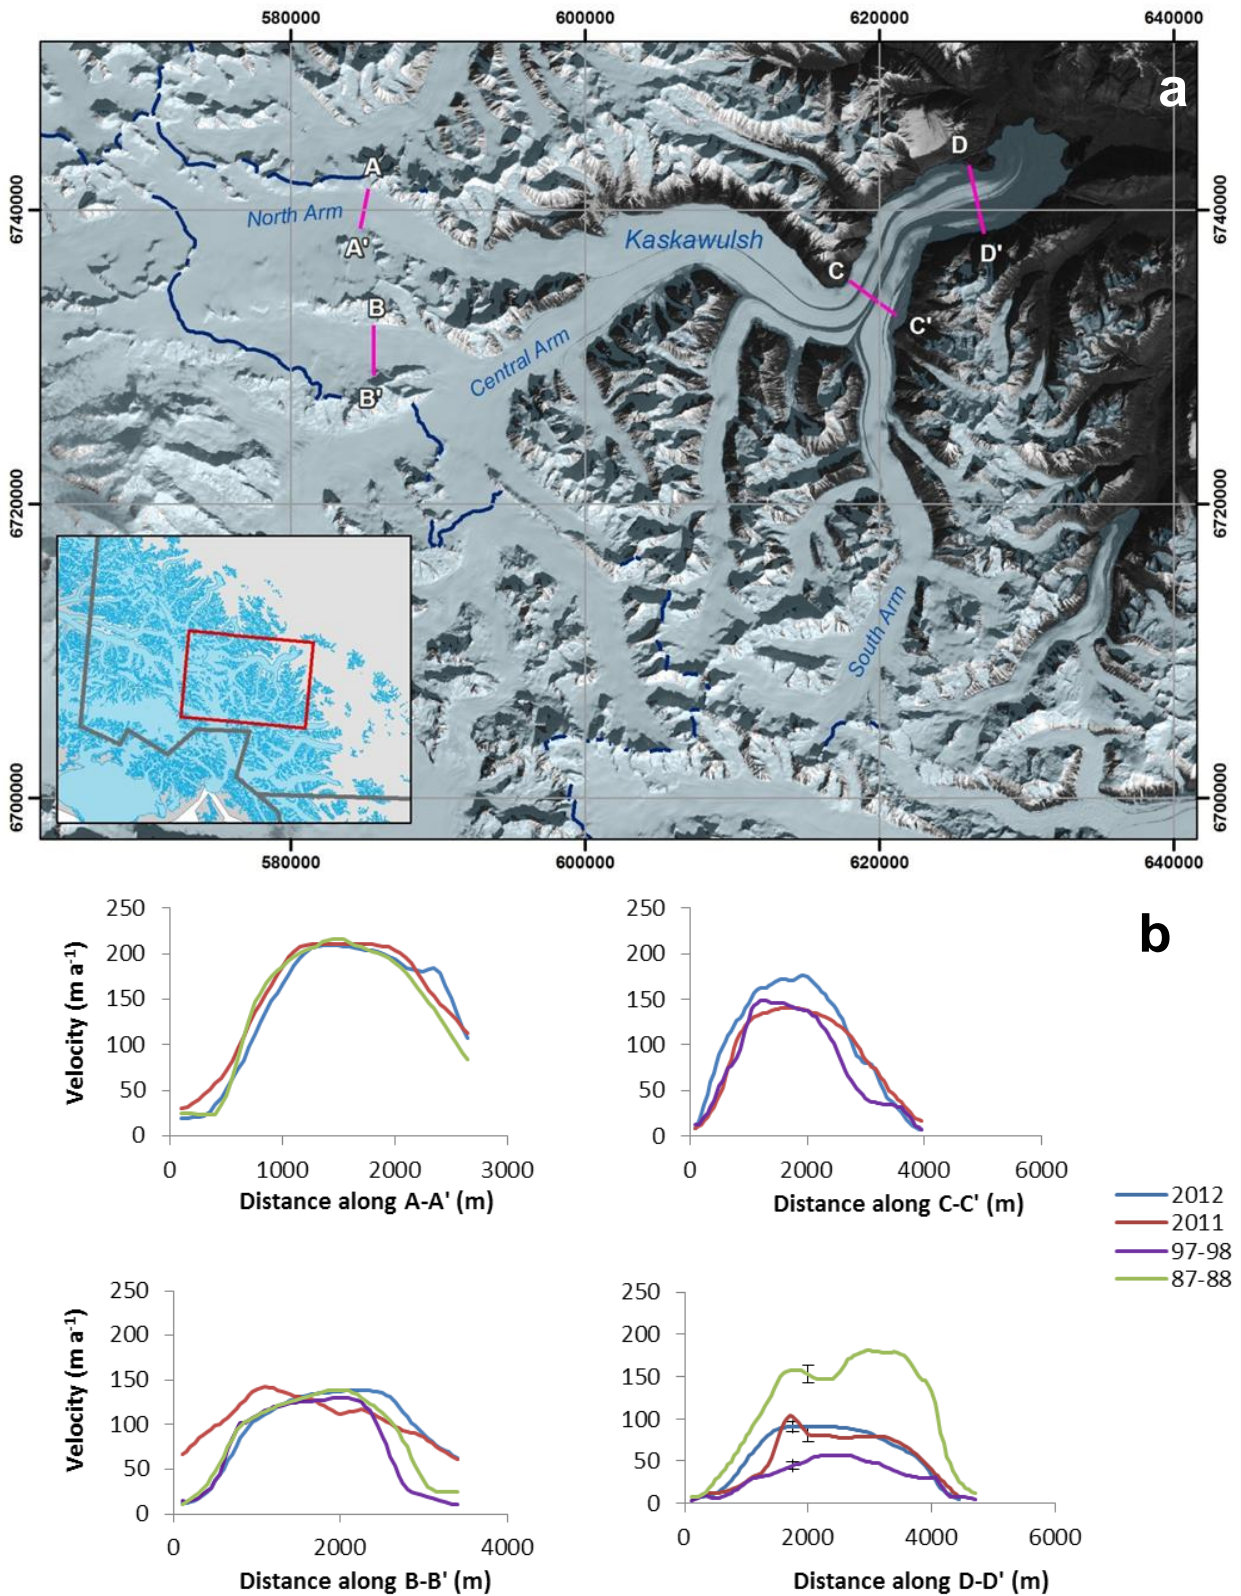 580000 600000 620000 640000
a
D
A
6740000 6740000
North Arm
Kaskawulsh
A'
D'
C
B
C'
Central Arm
B'
6720000 6720000
South Arm
6700000 6700000
580000 600000 620000 640000
b
250
200
150
100
50
0
Velocity (m a-1)
0 1000 2000 3000
Distance along A-A' (m)
250
200
150
100
50
0
0 2000 4000 6000
Distance along C-C' (m)
2012
2011
97-98
87-88
250
200
150
100
50
0
Velocity (m a-1)
0 2000 4000
Distance along B-B' (m)
250
200
150
100
50
0
0 2000 4000 6000
Distance along D-D' (m)